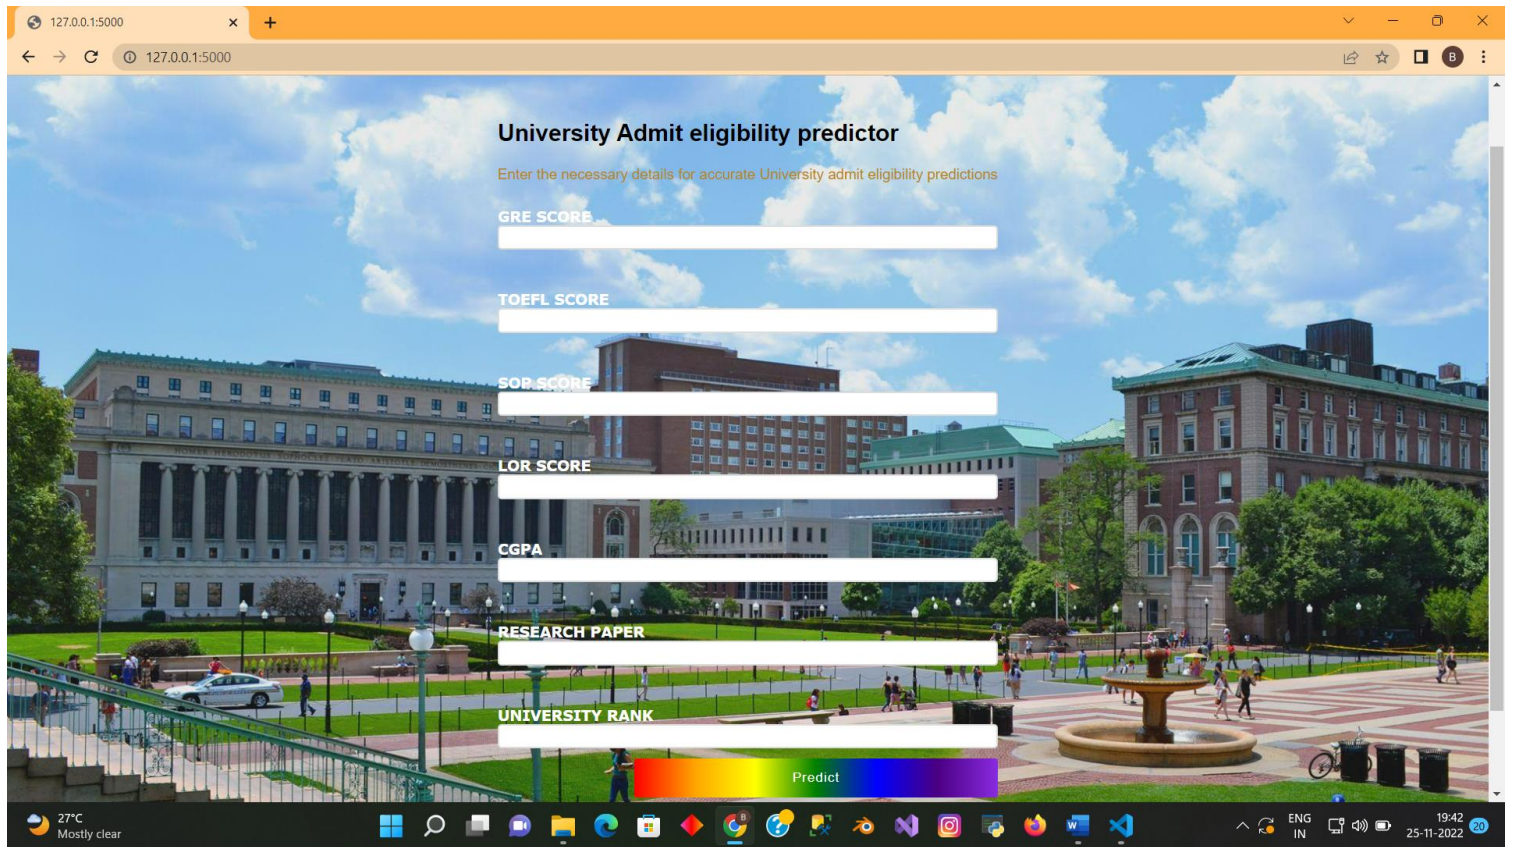 127.0.0.1:5000
127.0.0.1:5000
B
University Admit eligibility predictor
Enter the necessary details for accurate University admit eligibility predictions
GRE SCORE
TOEFL SCORE
SOP SCORE
LOR SCORE
CGPA
RESEARCH PAPER
UNIVERSITY RANK
Predict
27°C
Mostly clear
ENG
IN
19:42
25-11-2022
20